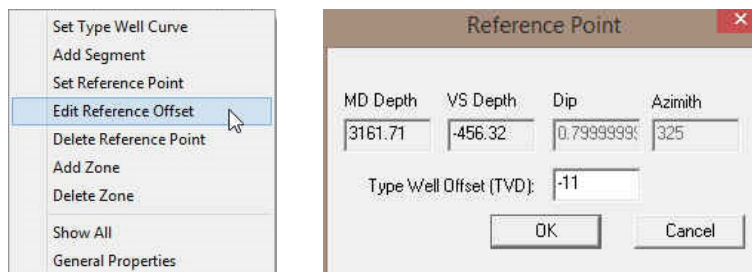 Set Type Well Curve
Add Segment
Set Reference Point
Edit Reference Offset
Delete Reference Point
Add Zone
Delete Zone
Show All
General Properties
Reference Point
MD Depth VS Depth Dip Azimith
3161.71 -456.32 0.7999999 325
Type Well Offset (TVD): -11
OK Cancel